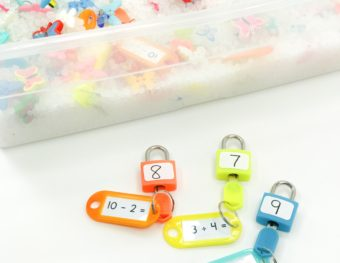 7
8
9
10 - 2 =
3 + 4 =